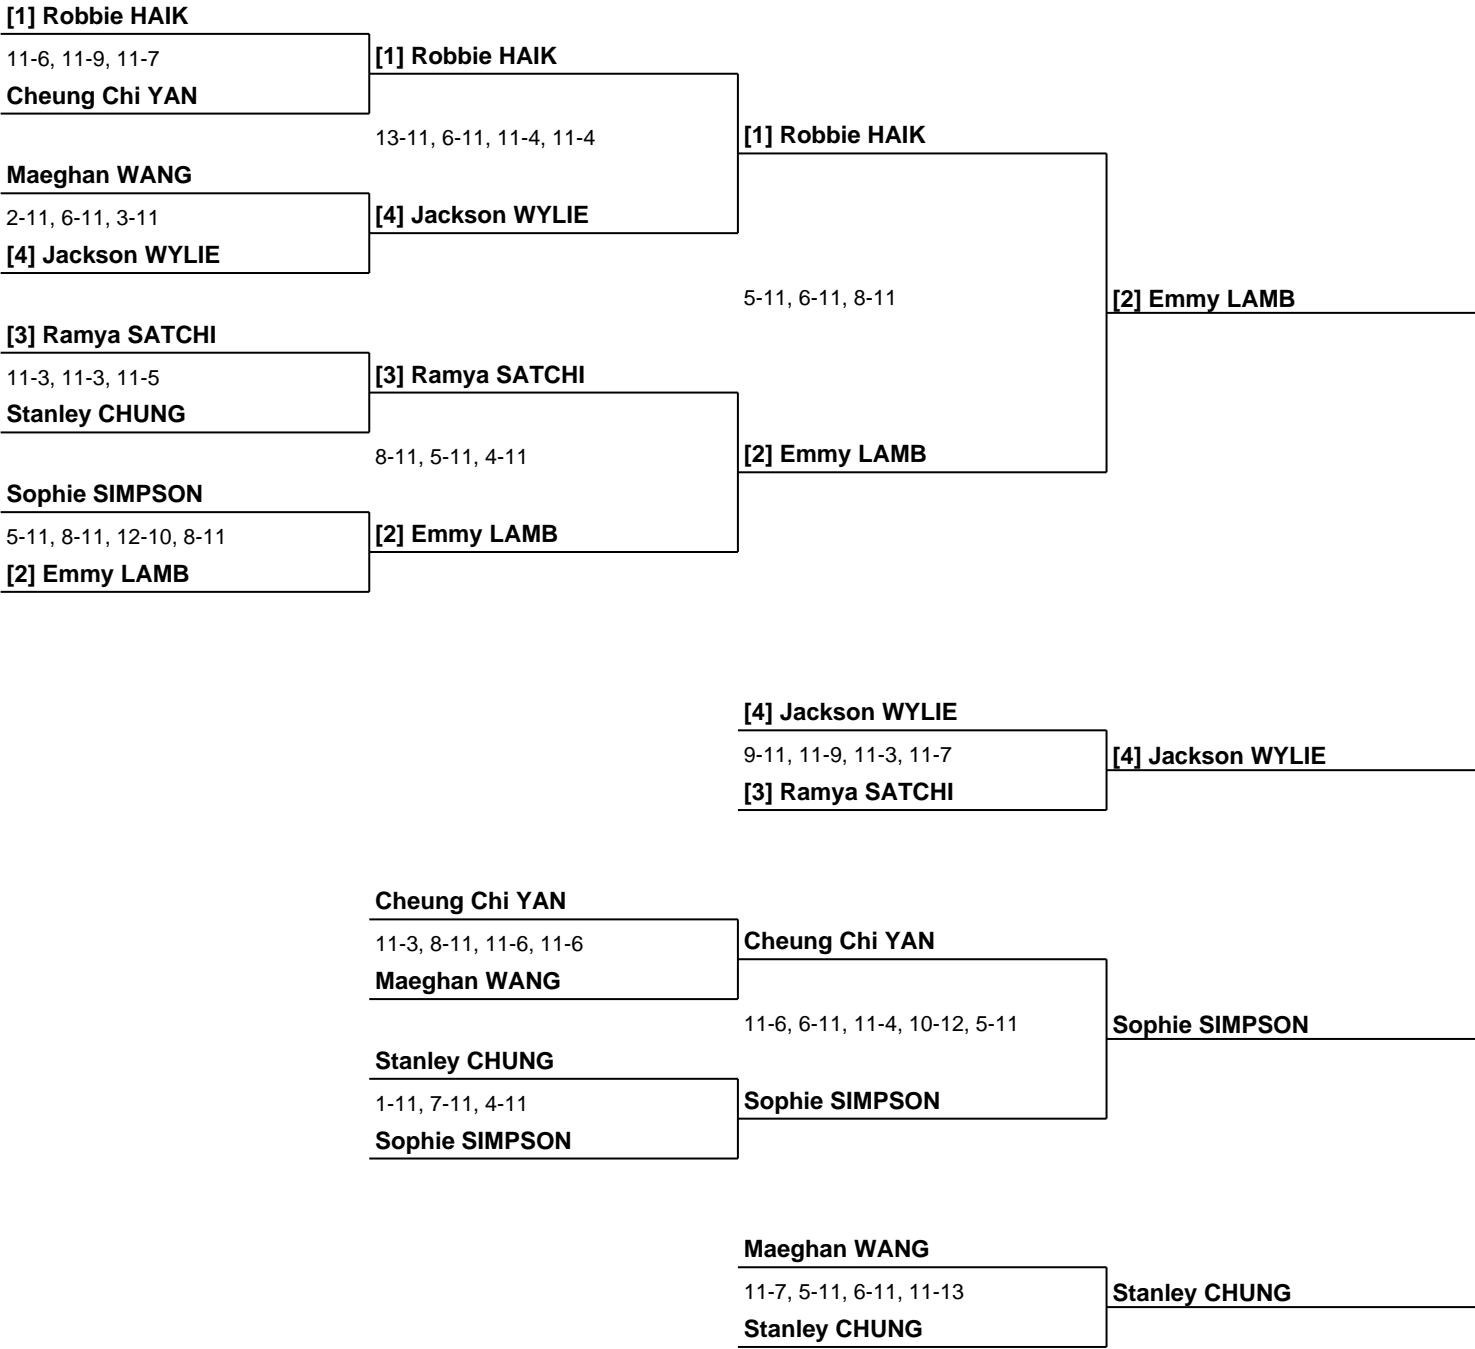 [1] Robbie HAIK
11-6, 11-9, 11-7
[1] Robbie HAIK
Cheung Chi YAN
13-11, 6-11, 11-4, 11-4
[1] Robbie HAIK
Maeghan WANG
2-11, 6-11, 3-11
[4] Jackson WYLIE
[4] Jackson WYLIE
5-11, 6-11, 8-11
[2] Emmy LAMB
[3] Ramya SATCHI
11-3, 11-3, 11-5
[3] Ramya SATCHI
Stanley CHUNG
8-11, 5-11, 4-11
[2] Emmy LAMB
Sophie SIMPSON
5-11, 8-11, 12-10, 8-11
[2] Emmy LAMB
[2] Emmy LAMB
[4] Jackson WYLIE
9-11, 11-9, 11-3, 11-7
[4] Jackson WYLIE
[3] Ramya SATCHI
Cheung Chi YAN
11-3, 8-11, 11-6, 11-6
Cheung Chi YAN
Maeghan WANG
11-6, 6-11, 11-4, 10-12, 5-11
Sophie SIMPSON
Stanley CHUNG
1-11, 7-11, 4-11
Sophie SIMPSON
Sophie SIMPSON
Maeghan WANG
11-7, 5-11, 6-11, 11-13
Stanley CHUNG
Stanley CHUNG